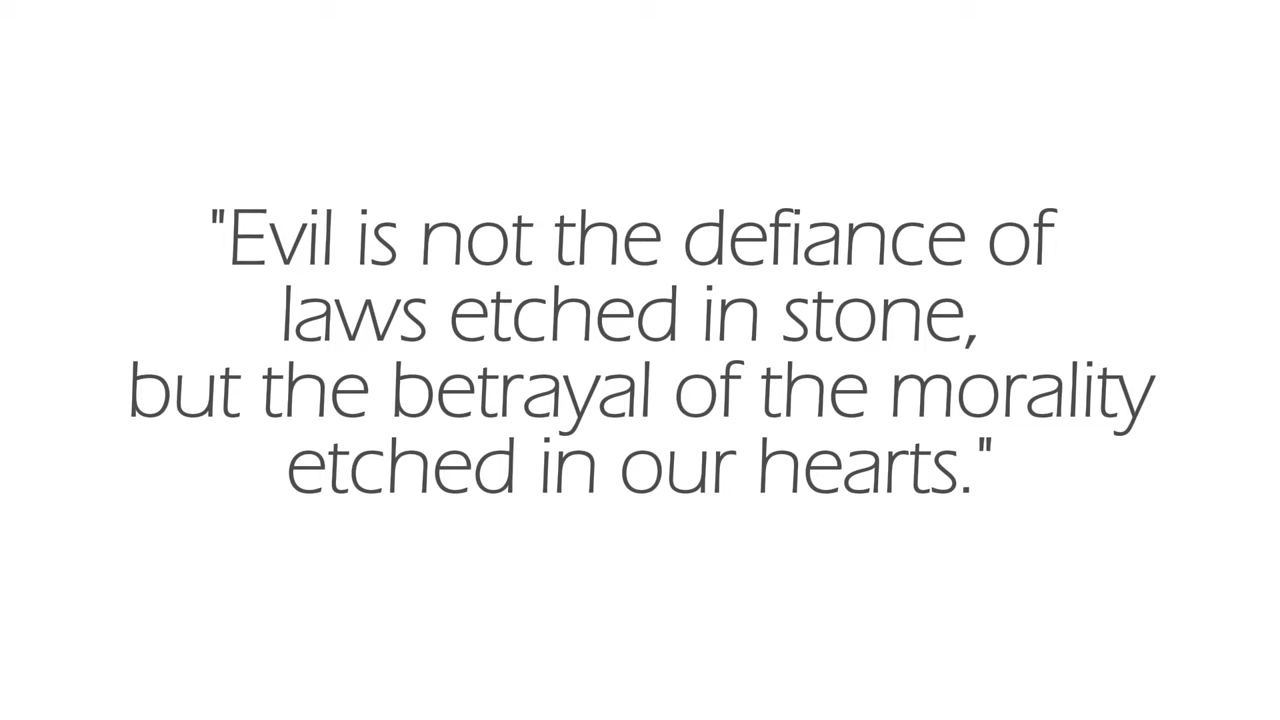 "Evil is not the defiance of
laws etched in stone,
but the betrayal of the morality
etched in our hearts."